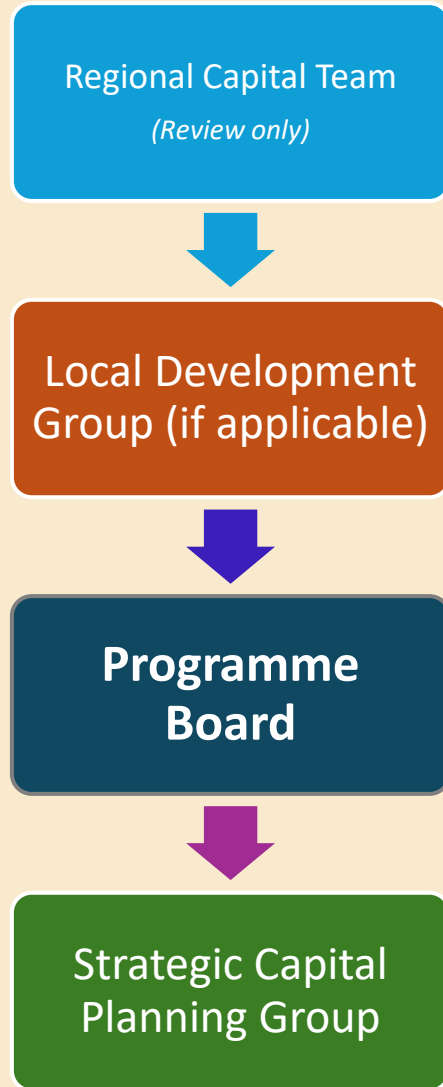 Regional Capital Team
(Review only)
Local Development
Group (if applicable)
Programme
Board
Strategic Capital
Planning Group